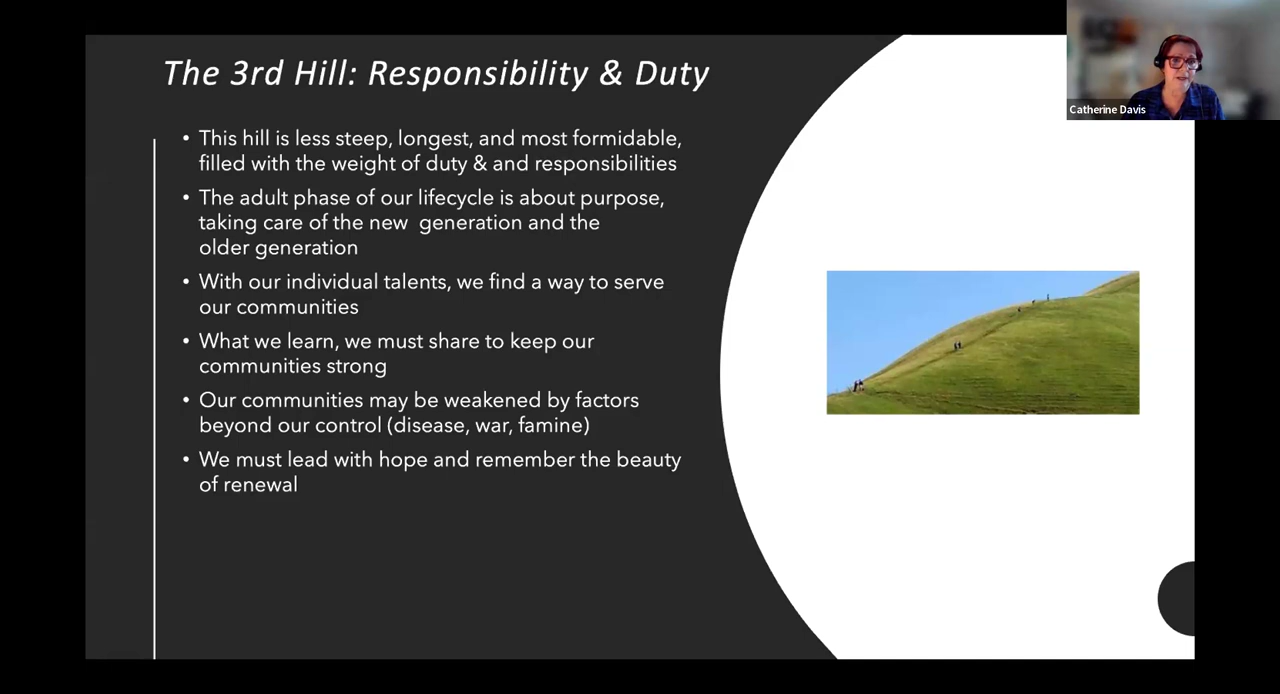 The 3rd Hill: Responsibility & Duty
Catherine Davis
• This hill is less steep, longest, and most formidable,
filled with the weight of duty & and responsibilities
• The adult phase of our lifecycle is about purpose,
taking care of the new  generation and the
older generation
• With our individual talents, we find a way to serve
our communities
• What we learn, we must share to keep our
communities strong
• Our communities may be weakened by factors
beyond our control (disease, war, famine)
• We must lead with hope and remember the beauty
of renewal